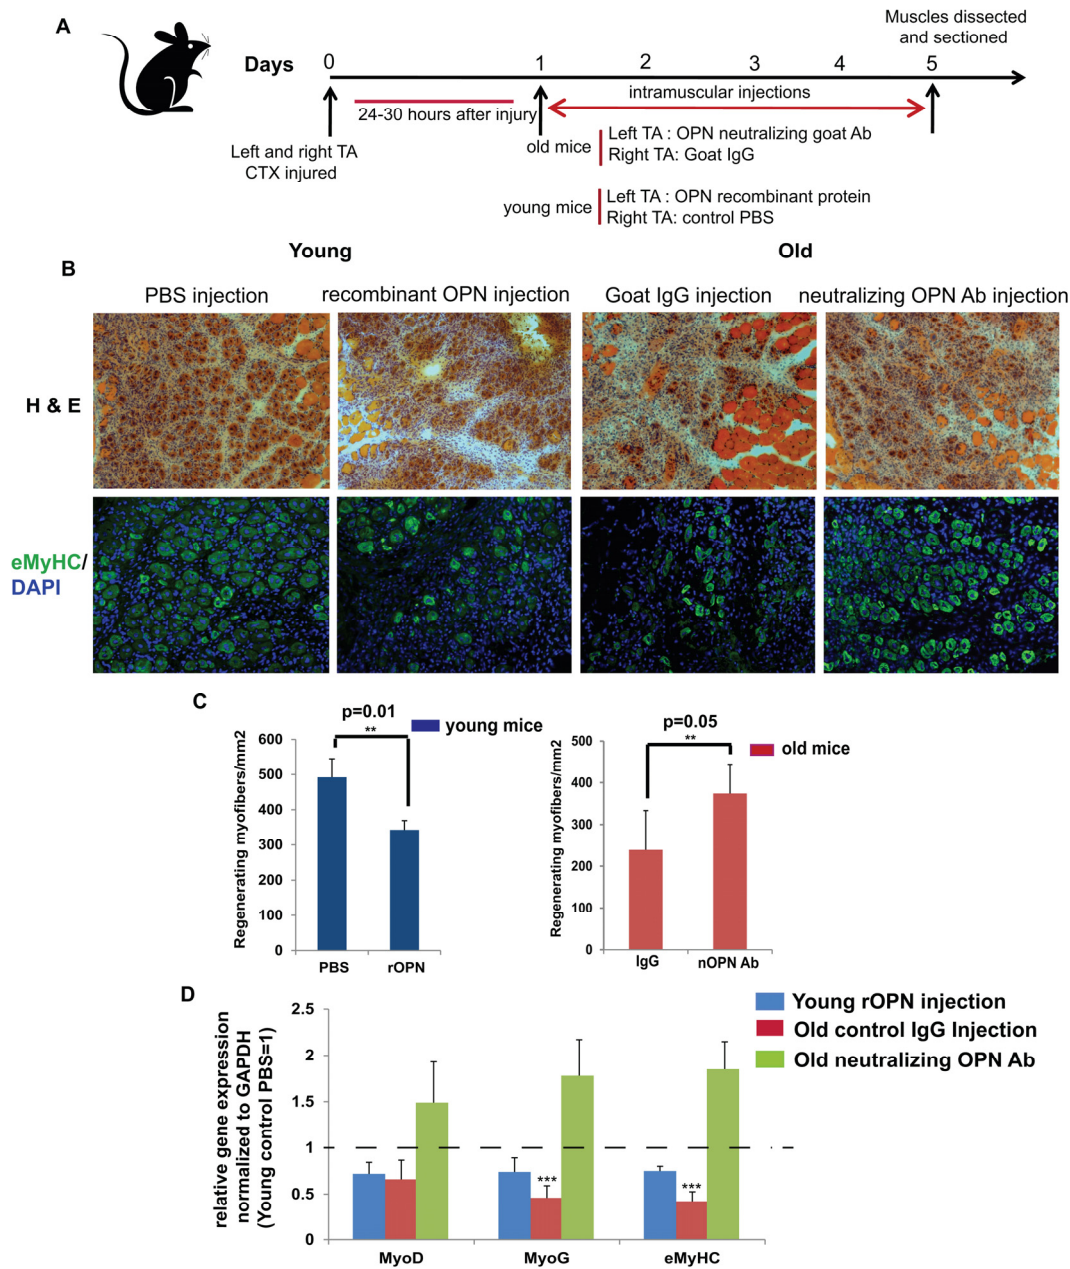 A
Muscles dissected
and sectioned
Days
0
1
2
3
4
5
24-30 hours after injury
intramuscular injections
Left and right TA
CTX injured
old mice
Left TA : OPN neutralizing goat Ab
Right TA: Goat IgG
young mice
Left TA : OPN recombinant protein
Right TA: control PBS
B
Young
Old
PBS injection
recombinant OPN injection
Goat IgG injection
neutralizing OPN Ab injection
H & E
eMyHC/
DAPI
C
p=0.01
**
young mice
Regenerating myofibers/mm2
600
500
400
300
200
100
0
PBS
rOPN
p=0.05
**
old mice
Regenerating myofibers/mm2
500
400
300
200
100
0
IgG
nOPN Ab
D
relative gene expression
normalized to GAPDH
(Young control PBS=1)
2.5
2
1.5
1
0.5
0
***
***
MyoD
MyoG
eMyHC
Young rOPN injection
Old control IgG Injection
Old neutralizing OPN Ab